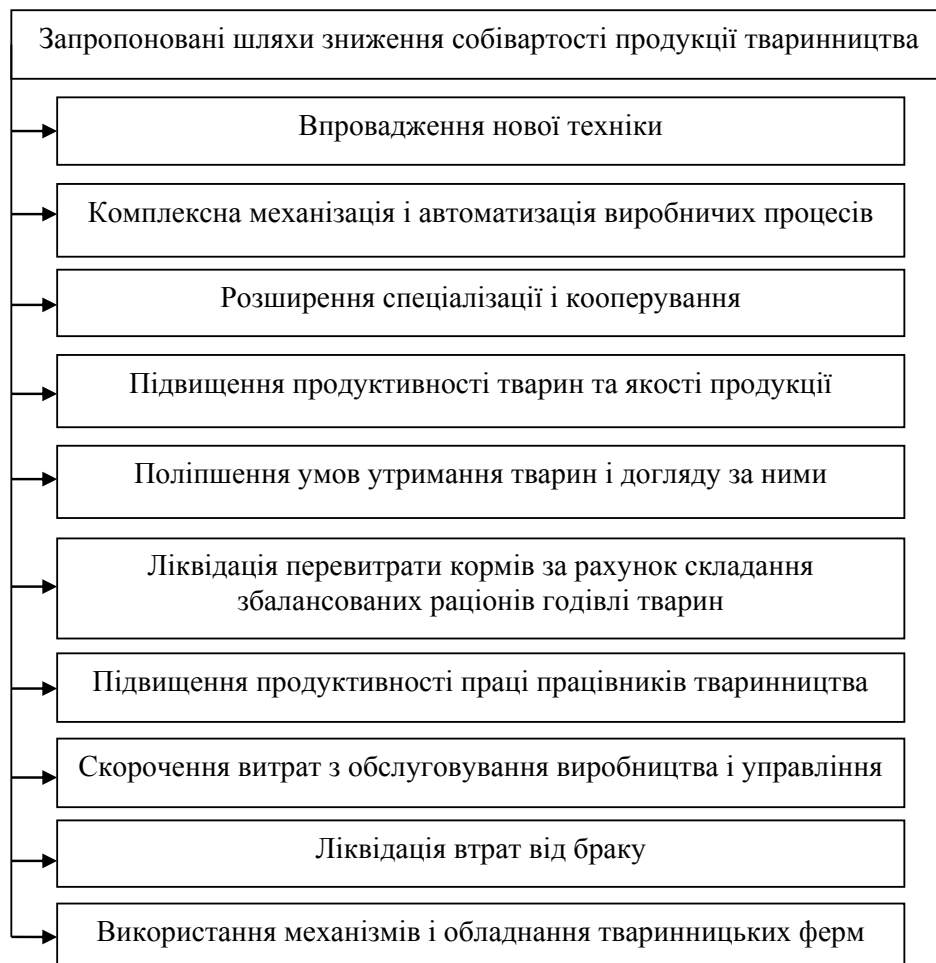 Запропоновані шляхи зниження собівартості продукції тваринництва
Впровадження нової техніки
Комплексна механізація і автоматизація виробничих процесів
Розширення спеціалізації і кооперування
Підвищення продуктивності тварин та якості продукції
Поліпшення умов утримання тварин і догляду за ними
Ліквідація перевитрати кормів за рахунок складання
збалансованих раціонів годівлі тварин
Підвищення продуктивності праці працівників тваринництва
Скорочення витрат з обслуговування виробництва і управління
Ліквідація втрат від браку
Використання механізмів і обладнання тваринницьких ферм